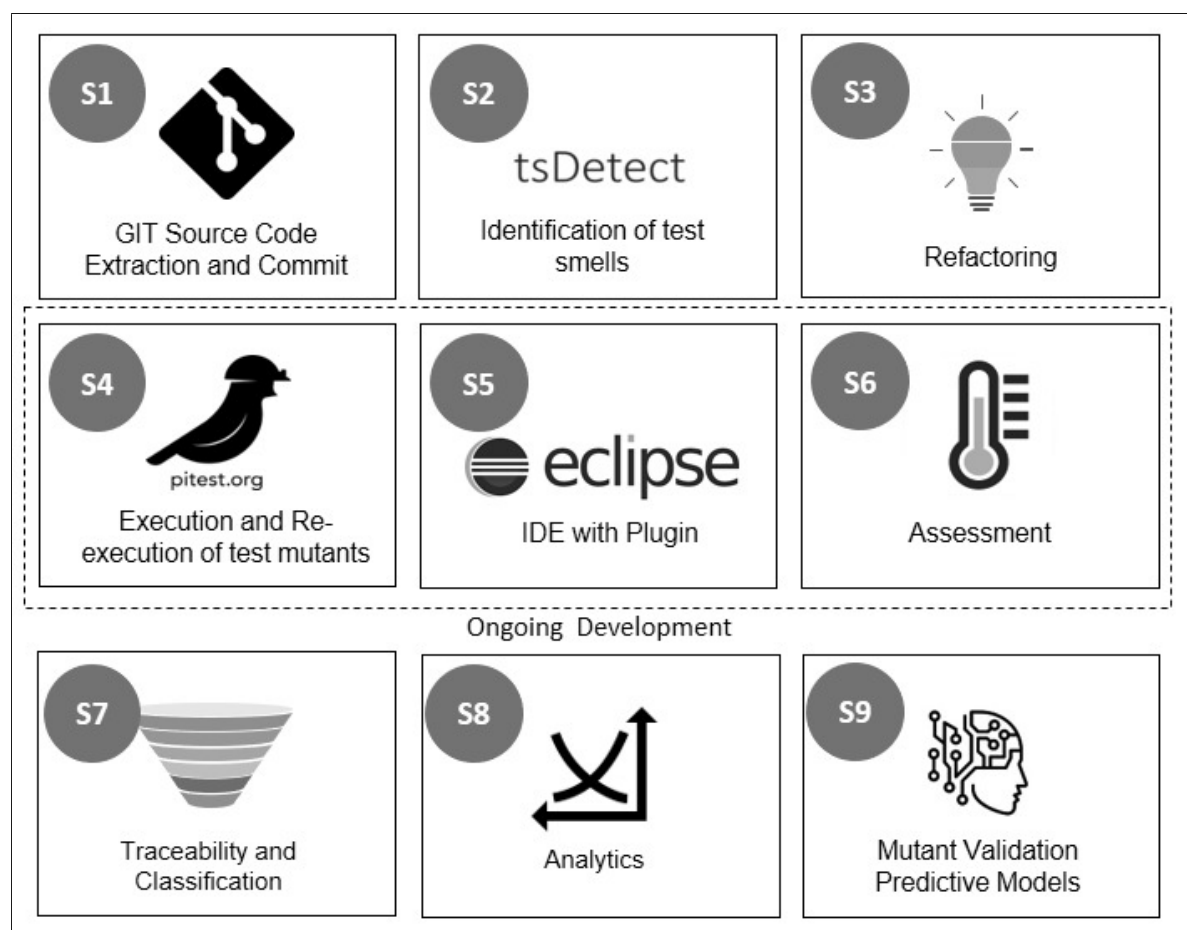 S1
GIT Source Code
Extraction and Commit
S2
tsDetect
Identification of test
smells
S3
Refactoring
S4
pitest.org
Execution and Re-
execution of test mutants
S5
eclipse
IDE with Plugin
S6
Assessment
Ongoing Development
S7
Traceability and
Classification
S8
Analytics
S9
Mutant Validation
Predictive Models